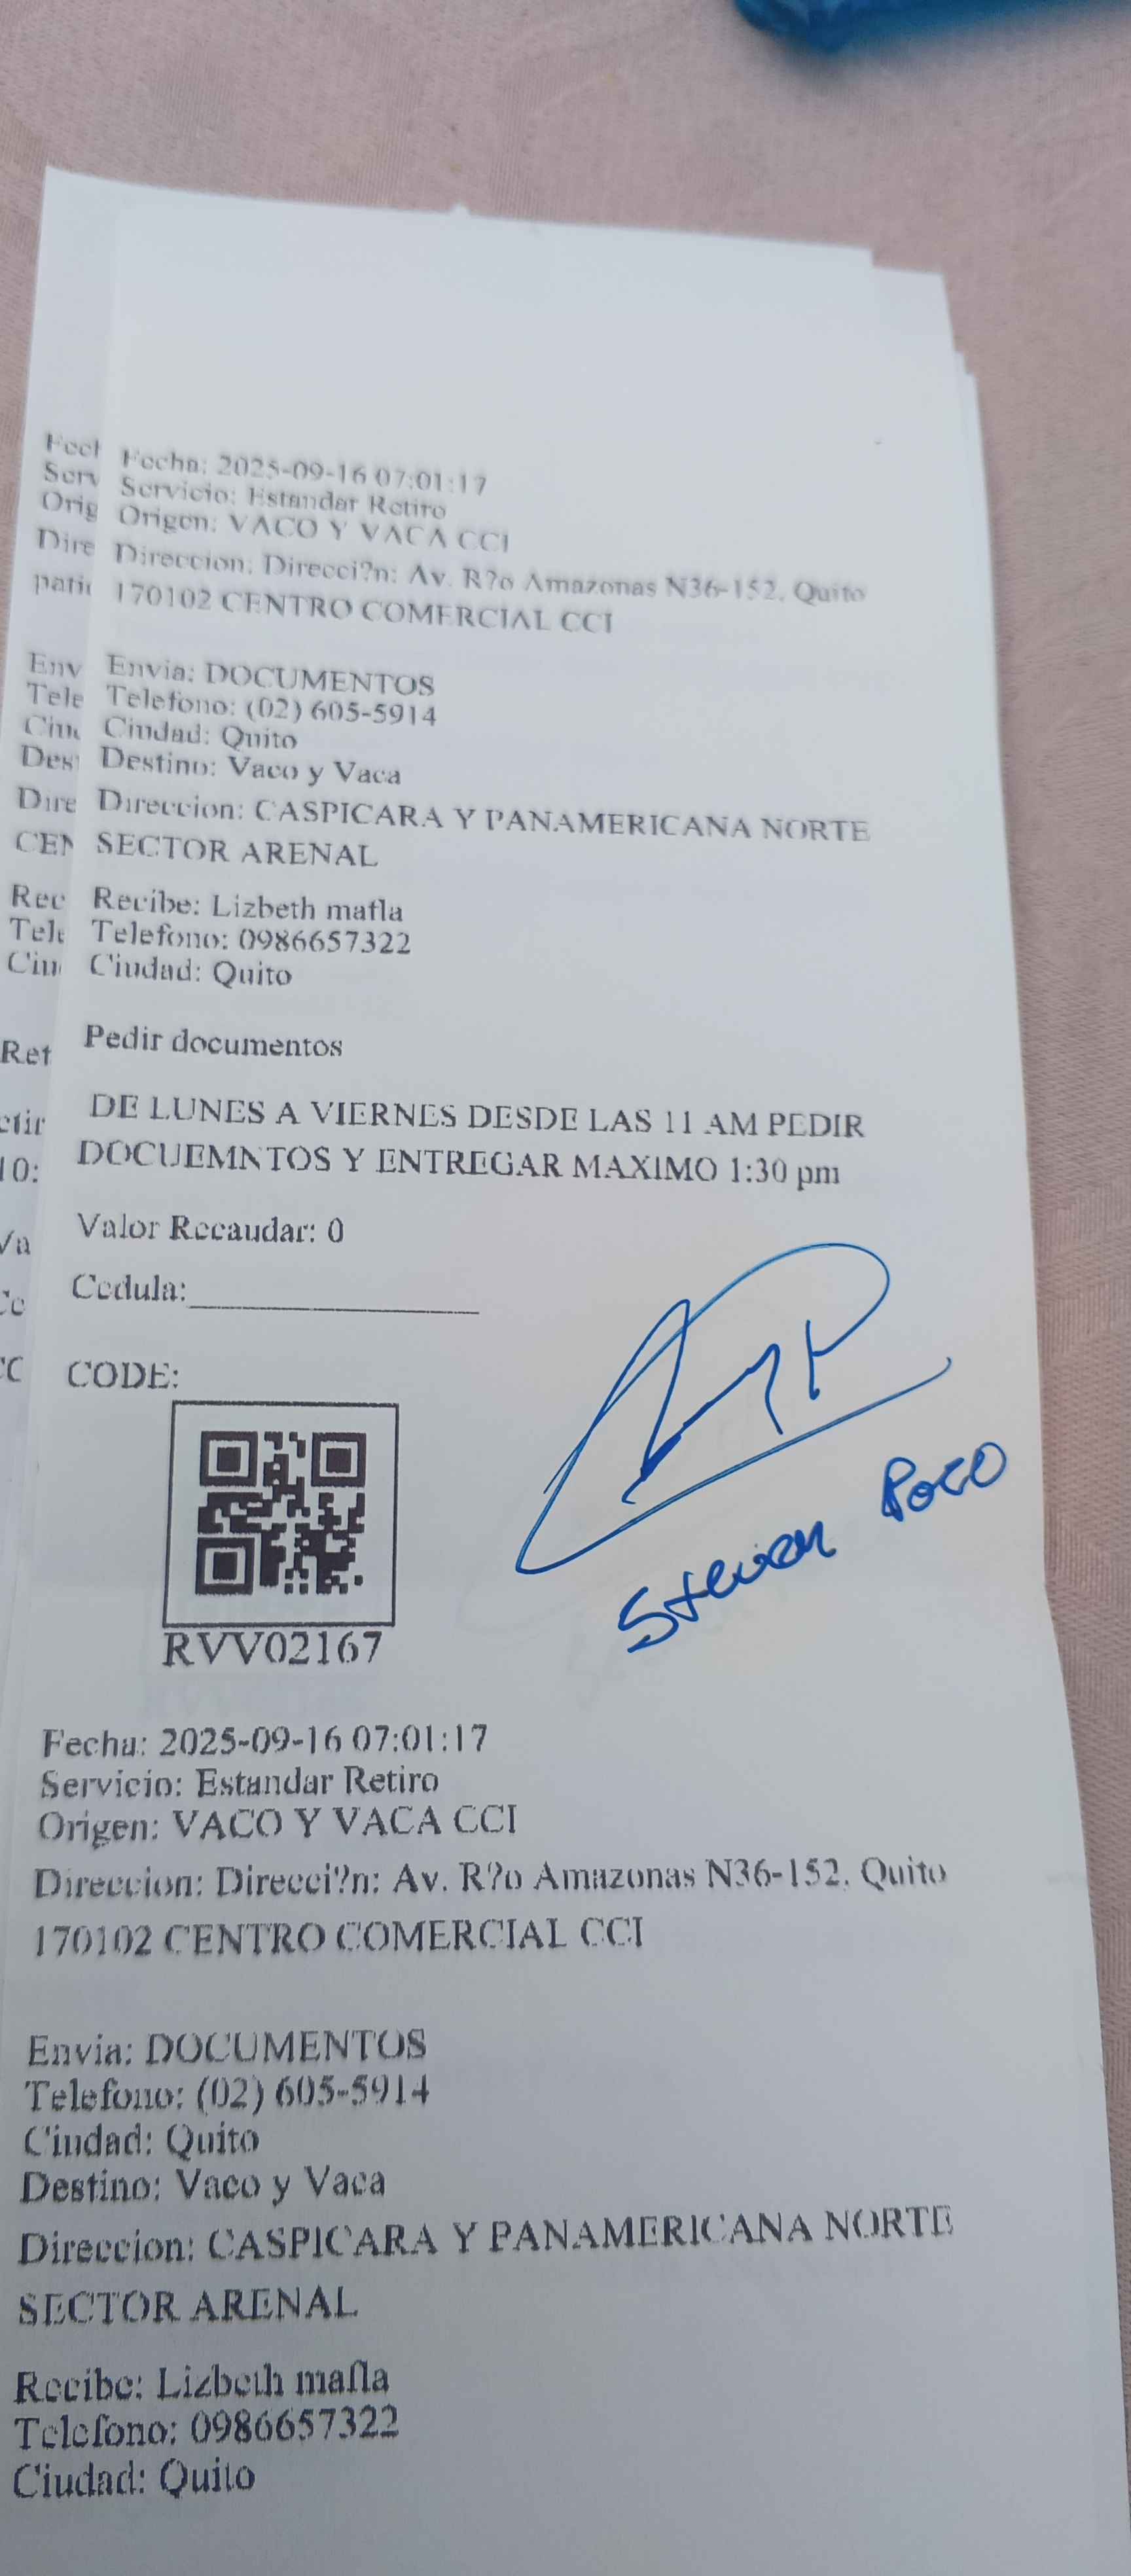 Fecha: 2025-09-16 07:01:17
Servicio: Estandar Retiro
Origen: VACO Y VACA CCI
Direccion: Direcci?n: Av. R?o Amazonas N36-152, Quito
170102 CENTRO COMERCIAL CCI
Envia: DOCUMENTOS
Telefono: (02) 605-5914
Ciudad: Quito
Destino: Vaco y Vaca
Direccion: CASPICARA Y PANAMERICANA NORTE
SECTOR ARENAL
Recibe: Lizbeth mafla
Telefono: 0986657322
Ciudad: Quito
Pedir documentos
DE LUNES A VIERNES DESDE LAS 11 AM PEDIR
DOCUEMNTOS Y ENTREGAR MAXIMO 1:30 pm
Valor Recaudar: 0
Cedula:
CODE:
Steven Pozo
RVV02167
Fecha: 2025-09-16 07:01:17
Servicio: Estandar Retiro
Origen: VACO Y VACA CCI
Direccion: Direcci?n: Av. R?o Amazonas N36-152, Quito
170102 CENTRO COMERCIAL CCI
Envia: DOCUMENTOS
Telefono: (02) 605-5914
Ciudad: Quito
Destino: Vaco y Vaca
Direccion: CASPICARA Y PANAMERICANA NORTE
SECTOR ARENAL
Recibe: Lizbeth mafla
Telefono: 0986657322
Ciudad: Quito